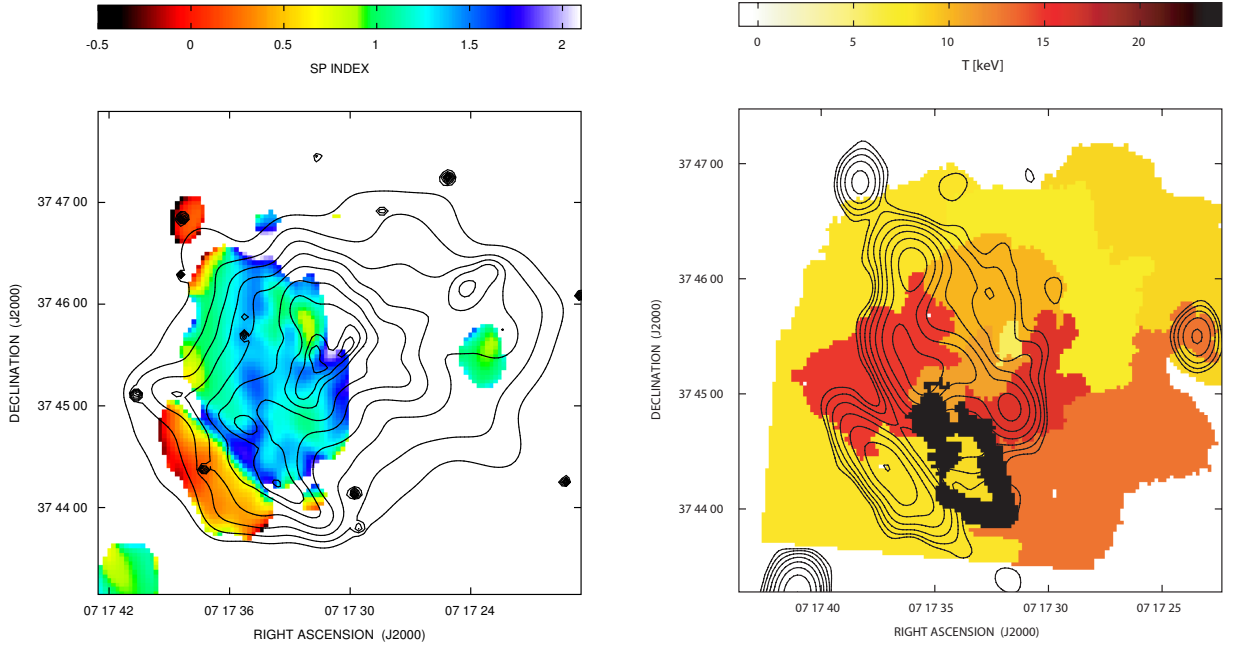 -0.5 0 0.5 1 1.5 2
SP INDEX
37 47 00
37 46 00
37 45 00
37 44 00
DECLINATION (J2000)
07 17 42 07 17 36 07 17 30 07 17 24
RIGHT ASCENSION (J2000)
0 5 10 15 20
T [keV]
37 47 00
37 46 00
37 45 00
37 44 00
DECLINATION (J2000)
07 17 40 07 17 35 07 17 30 07 17 25
RIGHT ASCENSION (J2000)